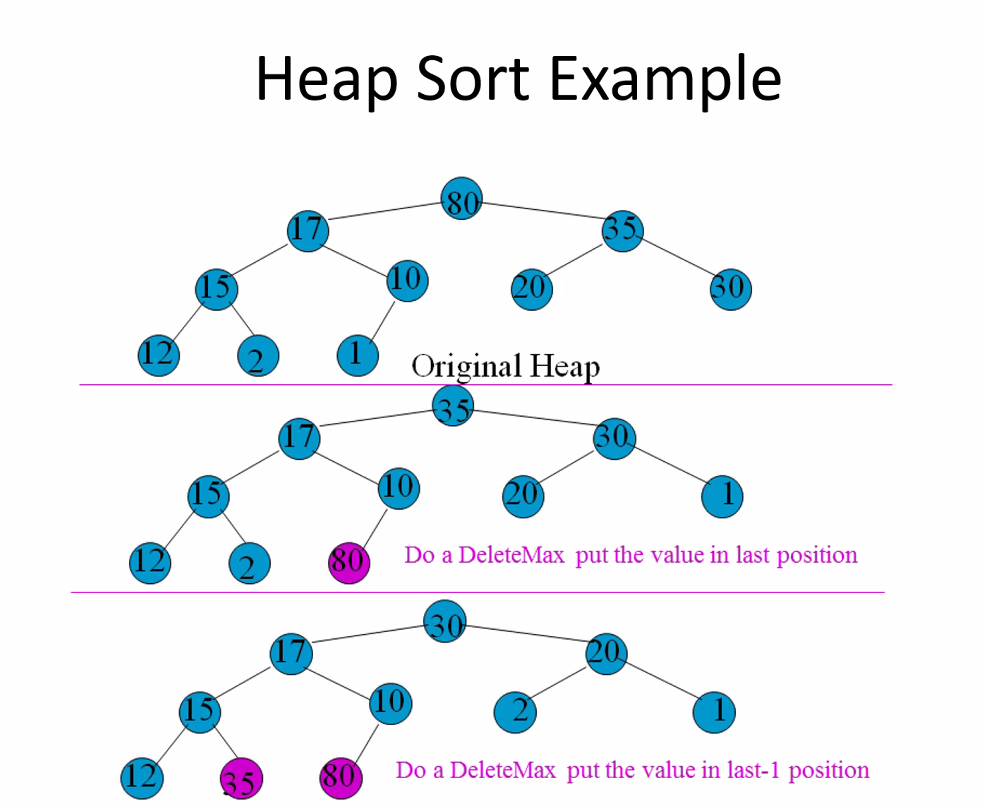 Heap Sort Example
80
17 35
15 10 20 30
12 2 1
Original Heap
35
17 30
15 10 20 1
12 2 80
Do a DeleteMax put the value in last position
30
17 20
15 10 2 1
12 35 80
Do a DeleteMax put the value in last-1 position